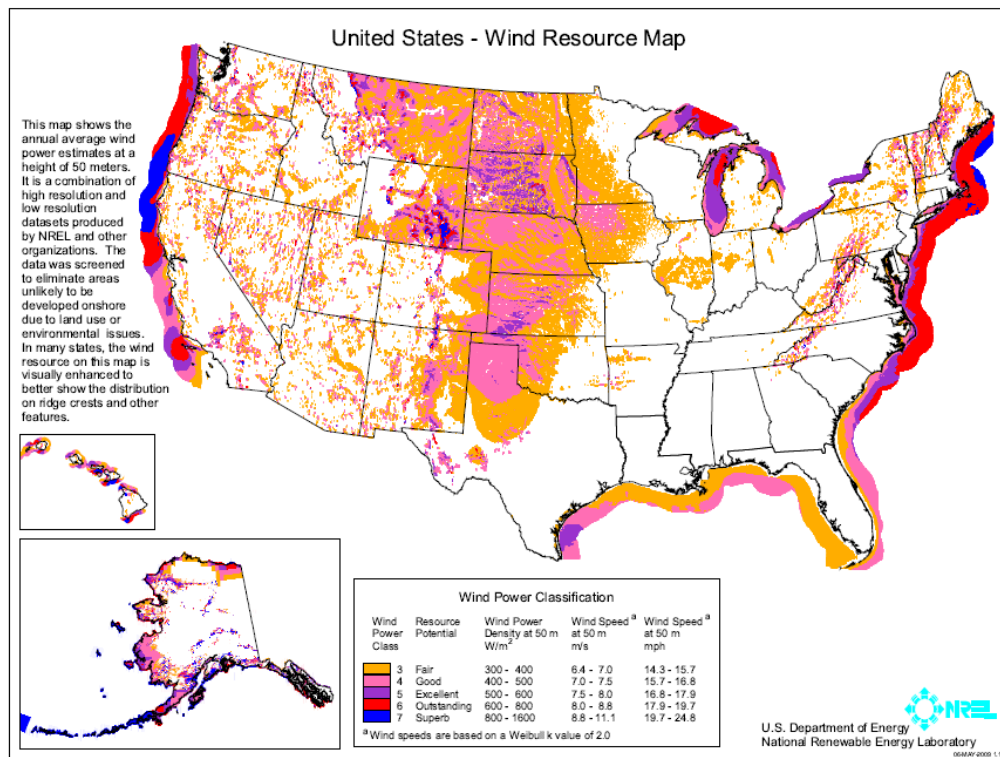 United States - Wind Resource Map
This map shows the
annual average wind
power estimates at a
height of 50 meters.
It is a combination of
high resolution and
low resolution
datasets produced
by NREL and other
organizations. The
data was screened
to eliminate areas
unlikely to be
developed onshore
due to land use or
environmental issues.
In many states, the wind
resource on this map is
visually enhanced to
better show the distribution
on ridge crests and other
features.
Wind Power Classification
Wind Resource Wind Power Wind Speed a Wind Speed a
Power Potential Density at 50 m at 50 m at 50 m
Class W/m2 m/s mph
3 Fair 300 - 400 6.4 - 7.0 14.3 - 15.7
4 Good 400 - 500 7.0 - 7.5 15.7 - 16.8
5 Excellent 500 - 600 7.5 - 8.0 16.8 - 17.9
6 Outstanding 600 - 800 8.0 - 8.8 17.9 - 19.7
7 Superb 800 - 1600 8.8 - 11.1 19.7 - 24.8
a Wind speeds are based on a Weibull k value of 2.0
NREL
U.S. Department of Energy
National Renewable Energy Laboratory